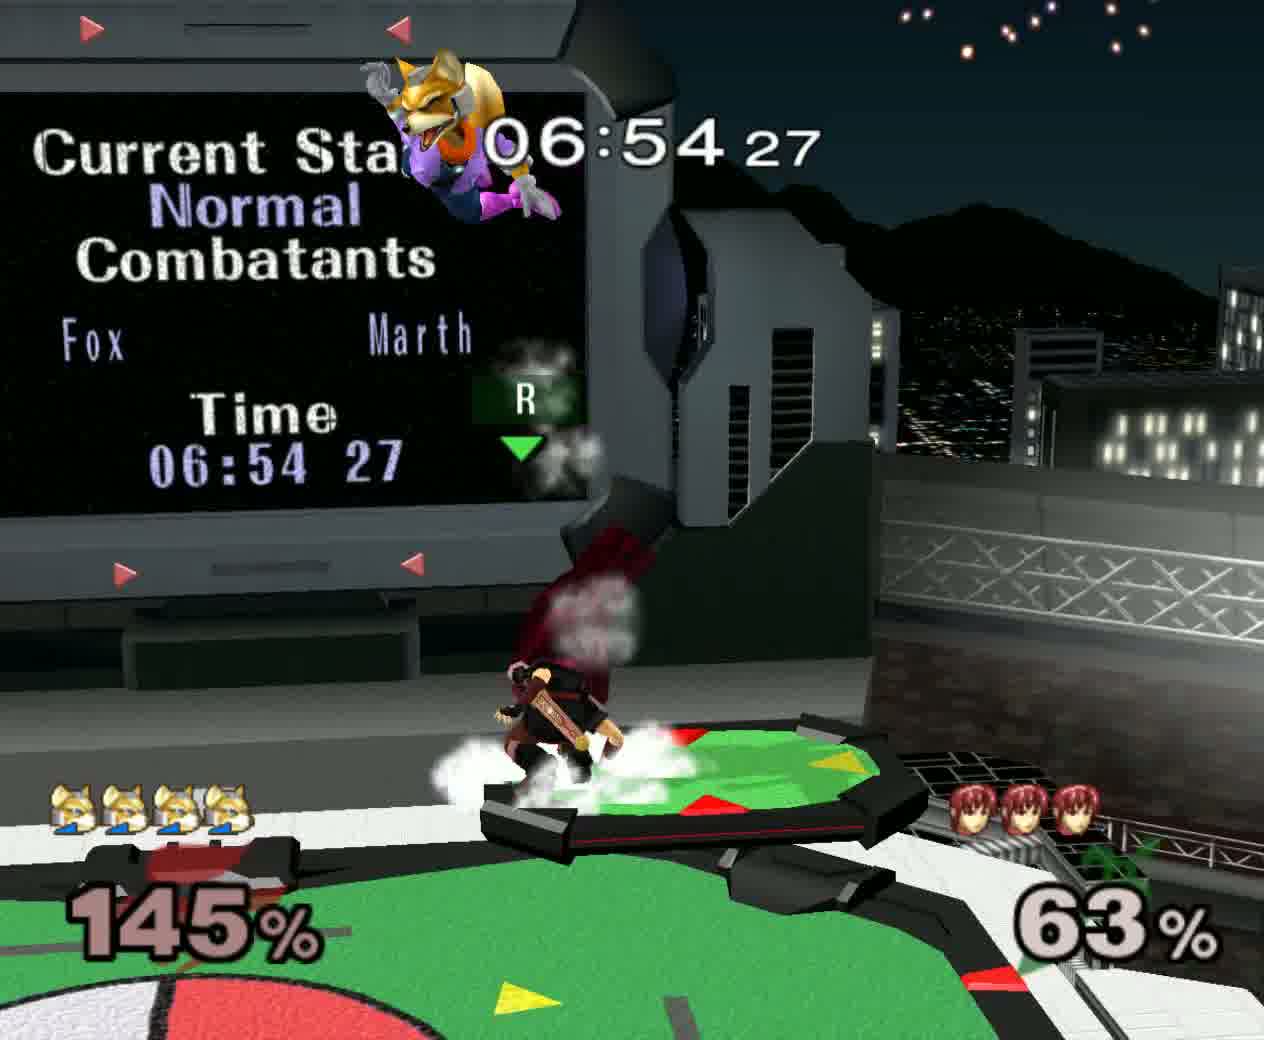 Current Sta
06:54 27
Normal
Combatants
Fox Marth
R
Time
06:54 27
145%
63%